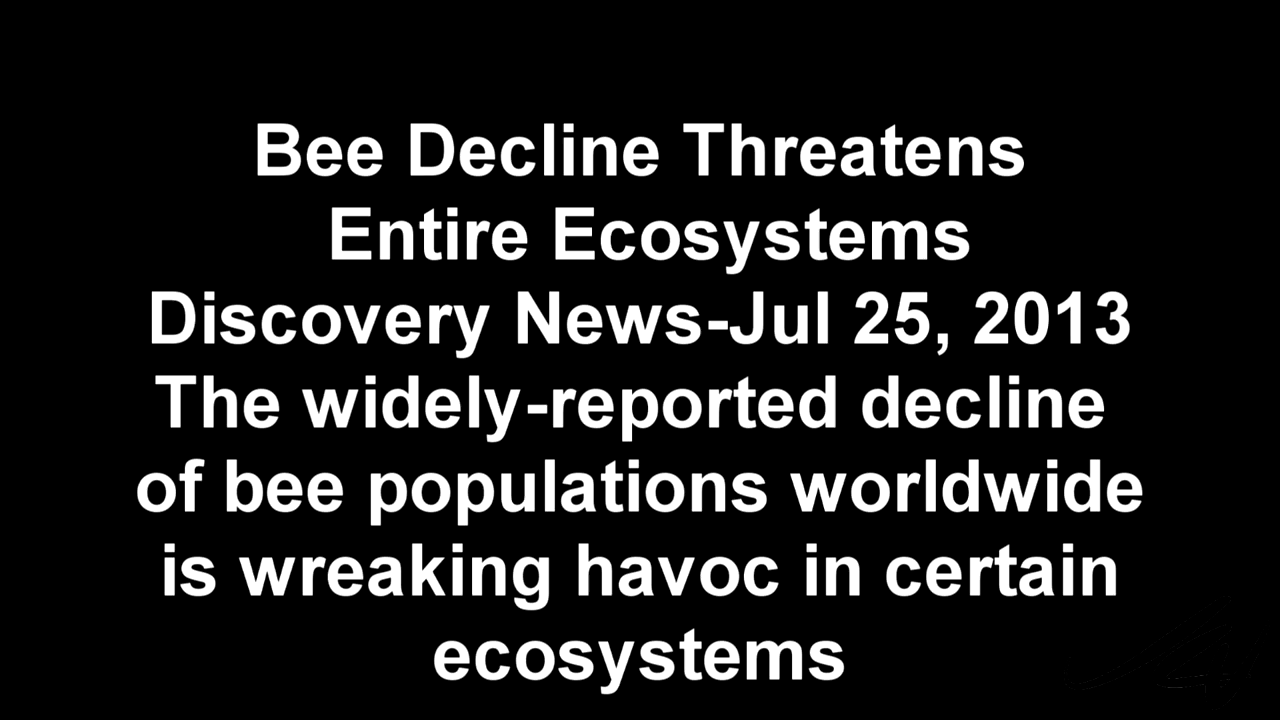 Bee Decline Threatens
Entire Ecosystems
Discovery News-Jul 25, 2013
The widely-reported decline
of bee populations worldwide
is wreaking havoc in certain
ecosystems